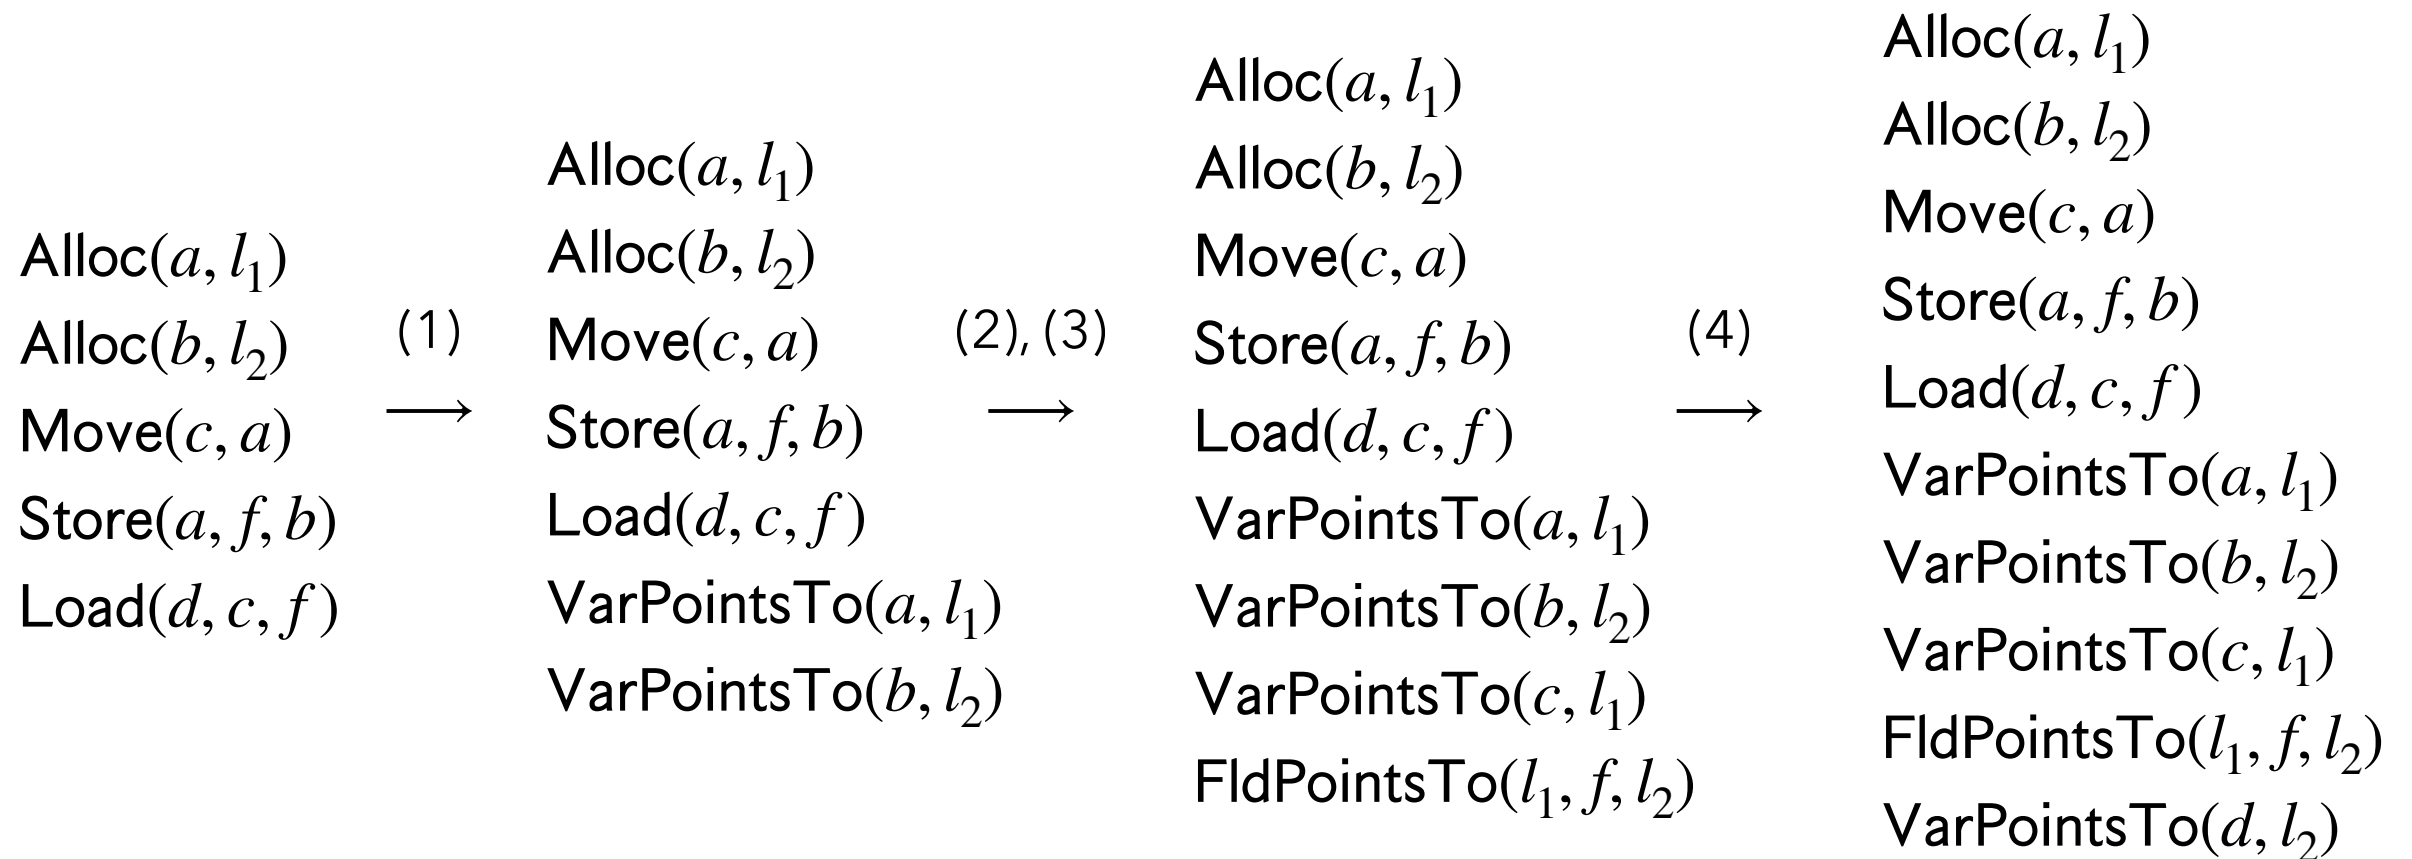 Alloc(a, l₁)
Alloc(b, l₂)
Move(c, a)
Store(a, f, b)
Load(d, c, f)
(1)
⟶
Alloc(a, l₁)
Alloc(b, l₂)
Move(c, a)
Store(a, f, b)
Load(d, c, f)
VarPointsTo(a, l₁)
VarPointsTo(b, l₂)
(2), (3)
⟶
Alloc(a, l₁)
Alloc(b, l₂)
Move(c, a)
Store(a, f, b)
Load(d, c, f)
VarPointsTo(a, l₁)
VarPointsTo(b, l₂)
VarPointsTo(c, l₁)
FldPointsTo(l₁, f, l₂)
(4)
⟶
Alloc(a, l₁)
Alloc(b, l₂)
Move(c, a)
Store(a, f, b)
Load(d, c, f)
VarPointsTo(a, l₁)
VarPointsTo(b, l₂)
VarPointsTo(c, l₁)
FldPointsTo(l₁, f, l₂)
VarPointsTo(d, l₂)